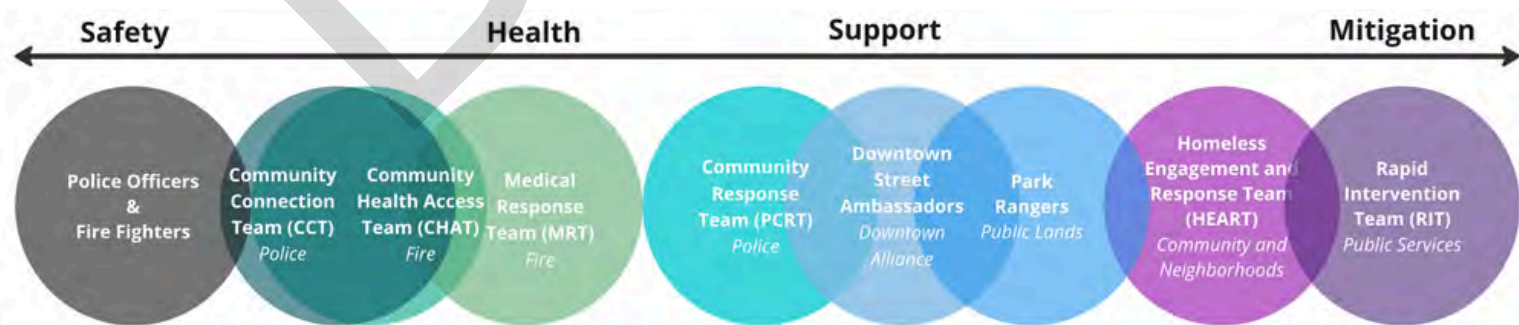 Safety
Health
Support
Mitigation
Police Officers
&
Fire Fighters
Community
Connection
Team (CCT)
Police
Community
Health Access
Team (CHAT)
Fire
Medical
Response
Team (MRT)
Fire
Community
Response
Team (PCRT)
Police
Downtown
Street
Ambassadors
Downtown
Alliance
Park
Rangers
Public Lands
Homeless
Engagement and
Response Team
(HEART)
Community and
Neighborhoods
Rapid
Intervention
Team (RIT)
Public Services